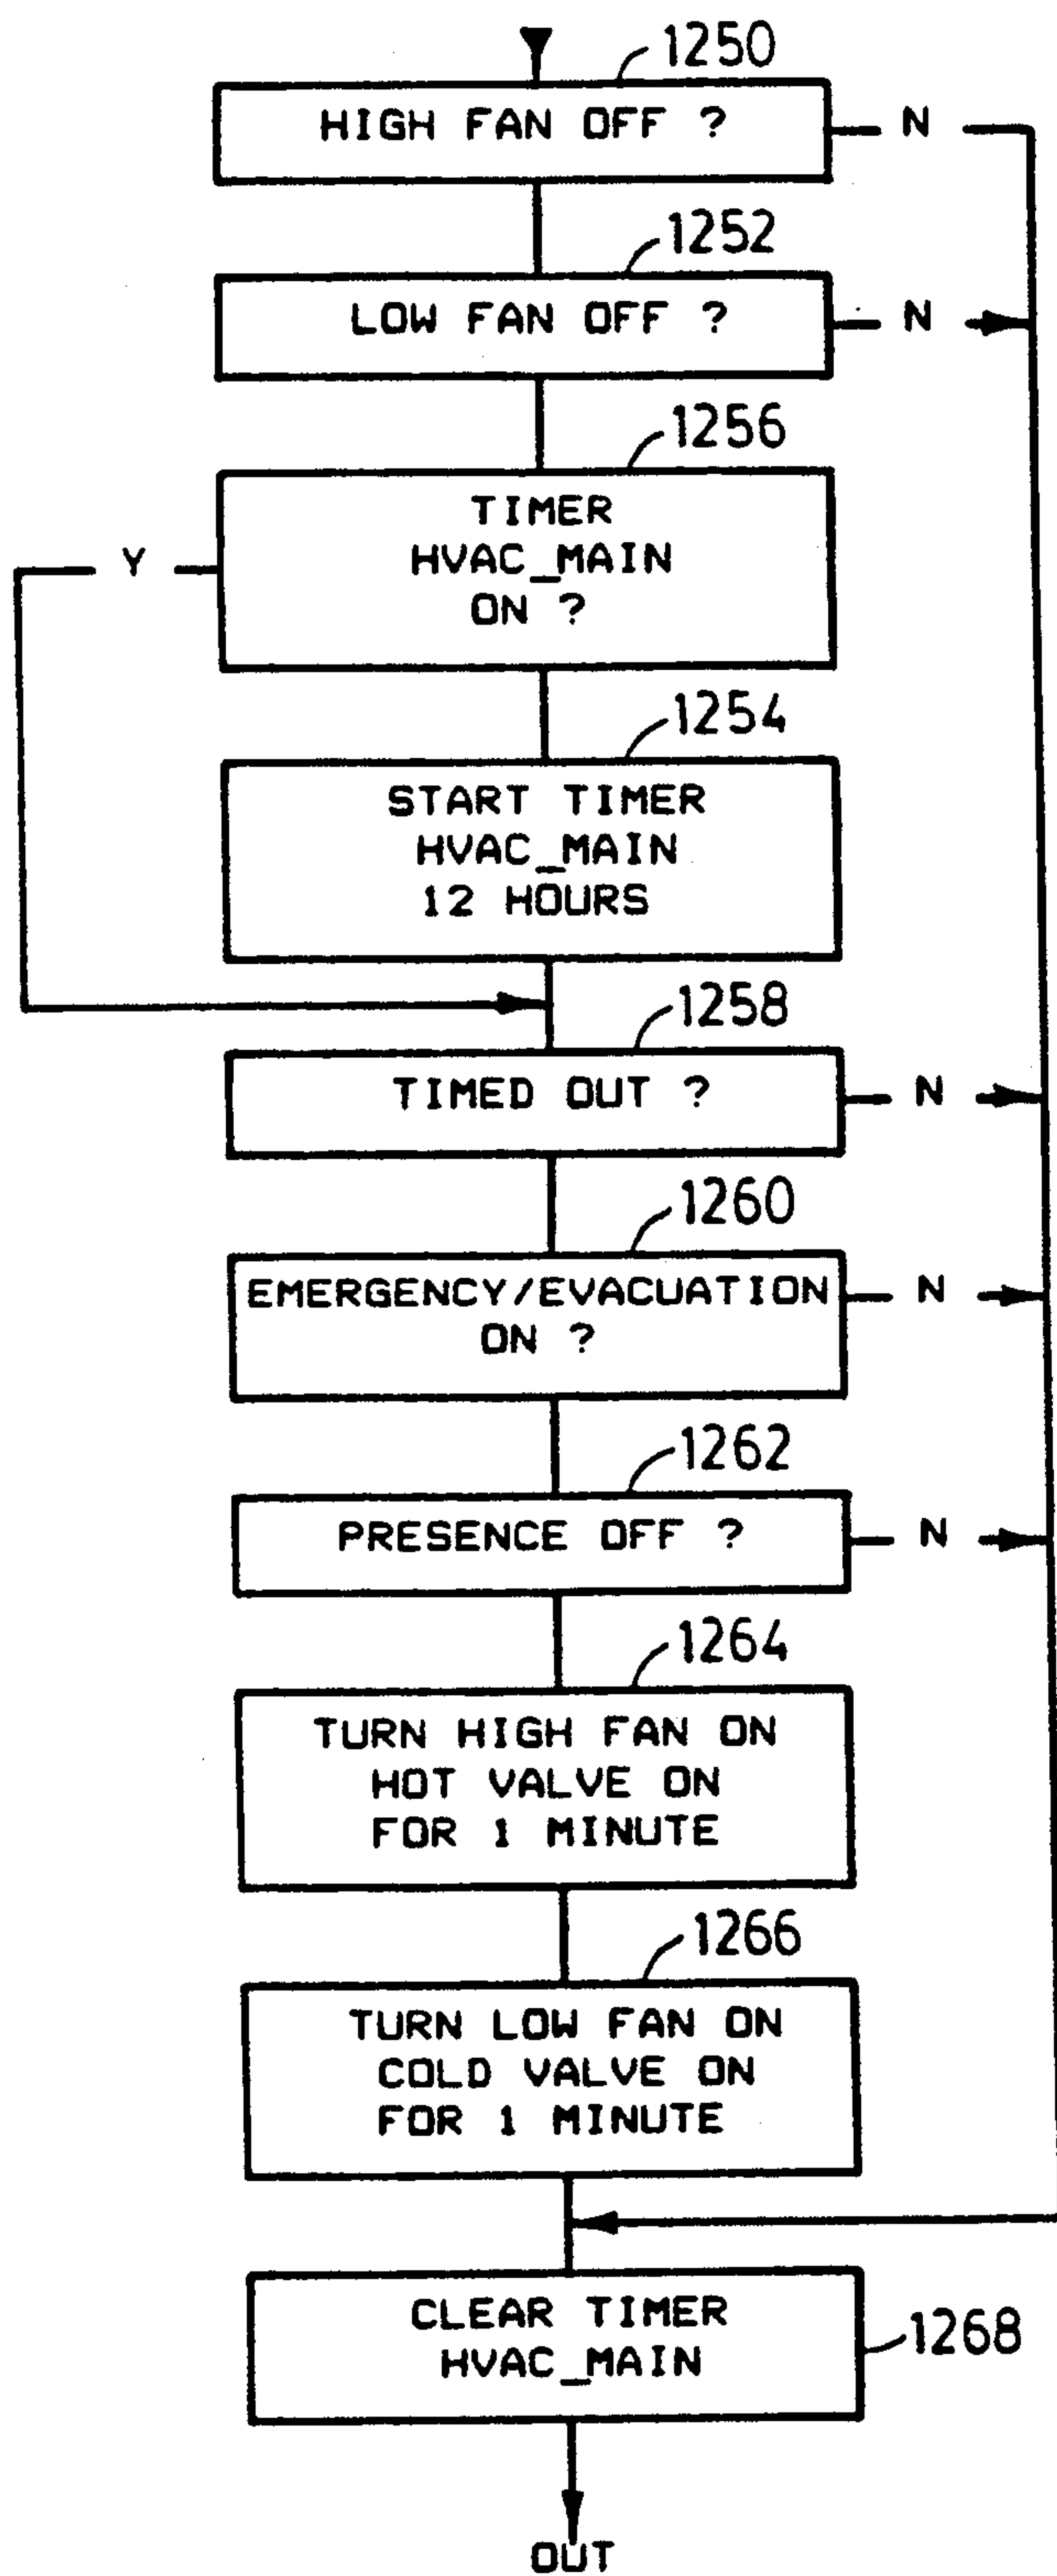 1250
HIGH FAN OFF ?
N
1252
LOW FAN OFF ?
N
1256
TIMER
HVAC_MAIN
ON ?
Y
1254
START TIMER
HVAC_MAIN
12 HOURS
1258
TIMED OUT ?
N
1260
EMERGENCY/EVACUATION
ON ?
N
1262
PRESENCE OFF ?
N
1264
TURN HIGH FAN ON
HOT VALVE ON
FOR 1 MINUTE
1266
TURN LOW FAN ON
COLD VALVE ON
FOR 1 MINUTE
CLEAR TIMER
HVAC_MAIN
1268
OUT